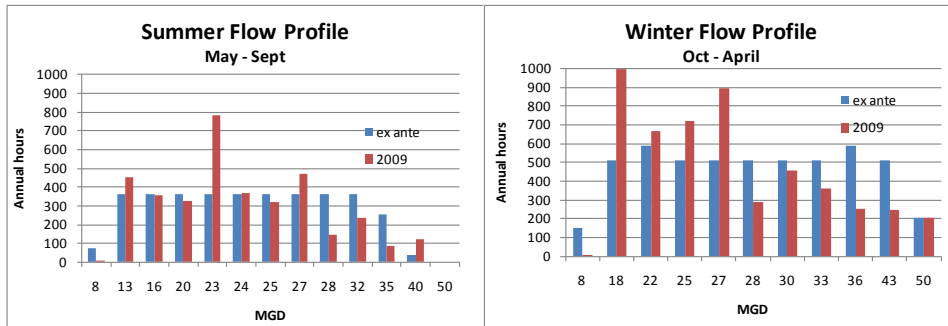 Summer Flow Profile
May - Sept
Annual hours
1000
900
800
700
600
500
400
300
200
100
0
ex ante
2009
8 13 16 20 23 24 25 27 28 32 35 40 50
MGD
Winter Flow Profile
Oct - April
Annual hours
1000
900
800
700
600
500
400
300
200
100
0
ex ante
2009
8 18 22 25 27 28 30 33 36 43 50
MGD